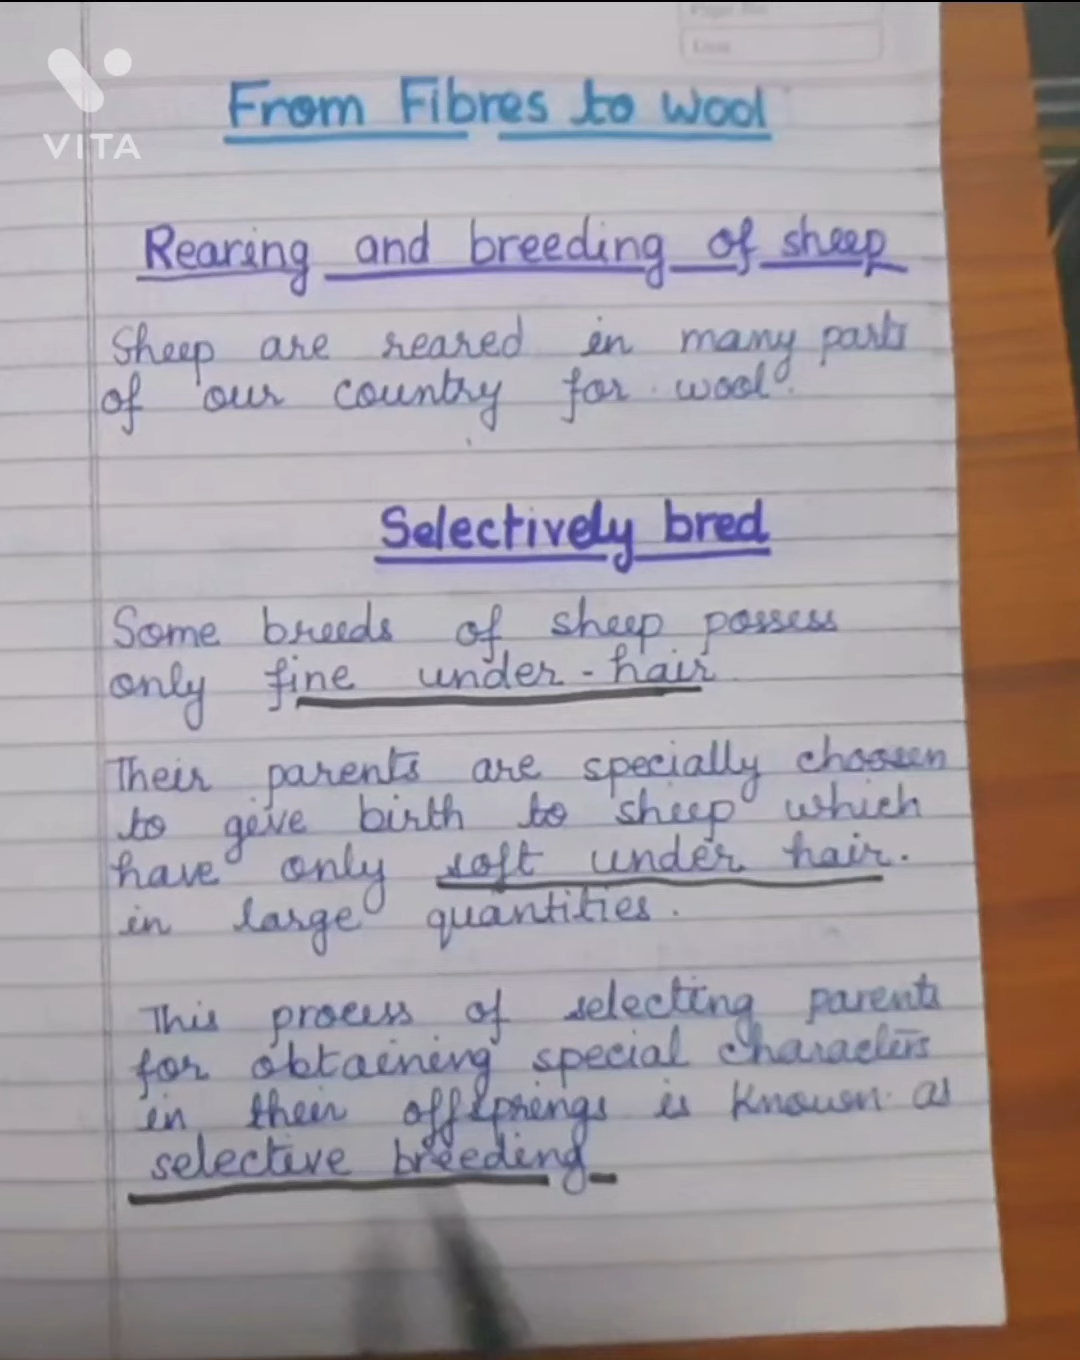 VITA
From Fibres to Wool
Rearing and breeding of sheep
Sheep are reared in many parts
of our country for wool.
Selectively bred
Some breeds of sheep possess
only fine under-hair
Their parents are specially choosen
to give birth to sheep which
have only soft under hair.
in large quantities.
This process of selecting parents
for obtaining special characters
in their offsprings is known as
selective breeding